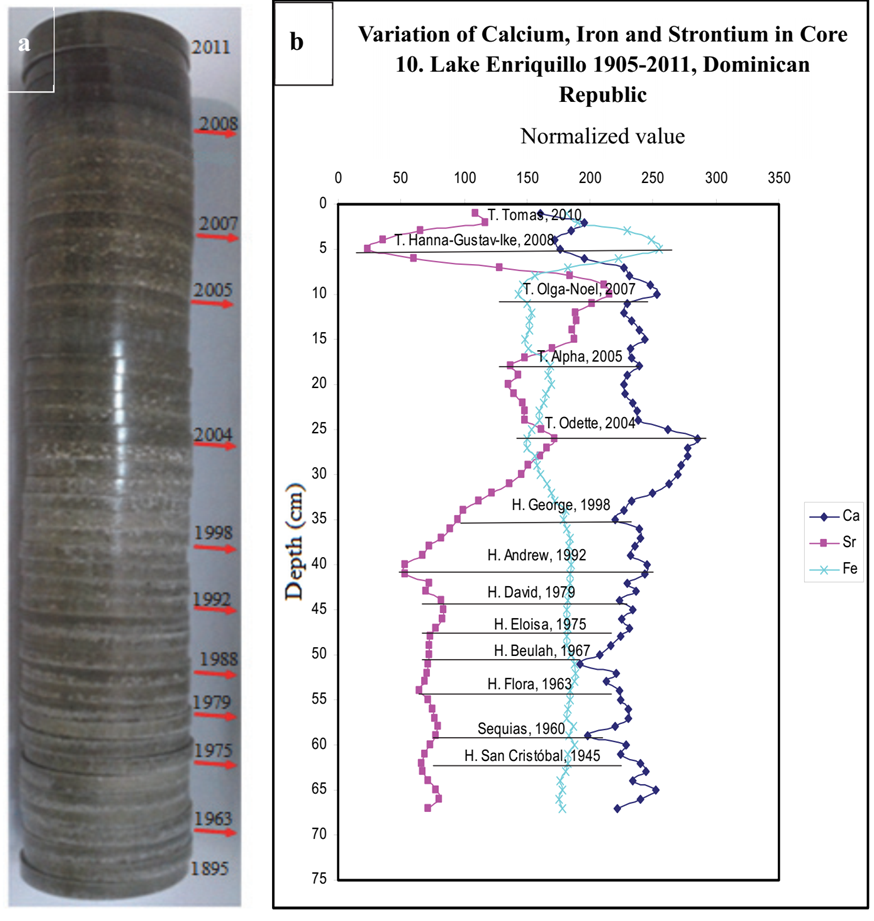 a
2011
2008
2007
2005
2004
1998
1992
1988
1979
1975
1963
1895
b
Variation of Calcium, Iron and Strontium in Core
10. Lake Enriquillo 1905-2011, Dominican
Republic
Normalized value
0 50 100 150 200 250 300 350
Depth (cm)
0
5
10
15
20
25
30
35
40
45
50
55
60
65
70
75
T. Tomas, 2010
T. Hanna-Gustav-Ike, 2008
T. Olga-Noel, 2007
T. Alpha, 2005
T. Odette, 2004
H. George, 1998
H. Andrew, 1992
H. David, 1979
H. Eloisa, 1975
H. Beulah, 1967
H. Flora, 1963
Sequias, 1960
H. San Cristóbal, 1945
Ca
Sr
Fe